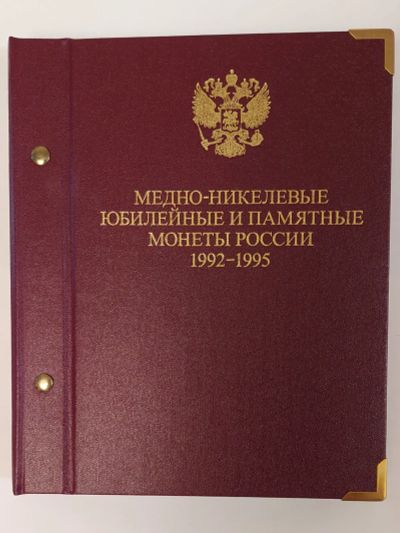 МЕДНО-НИКЕЛЕВЫЕ
ЮБИЛЕЙНЫЕ И ПАМЯТНЫЕ
МОНЕТЫ РОССИИ
1992–1995